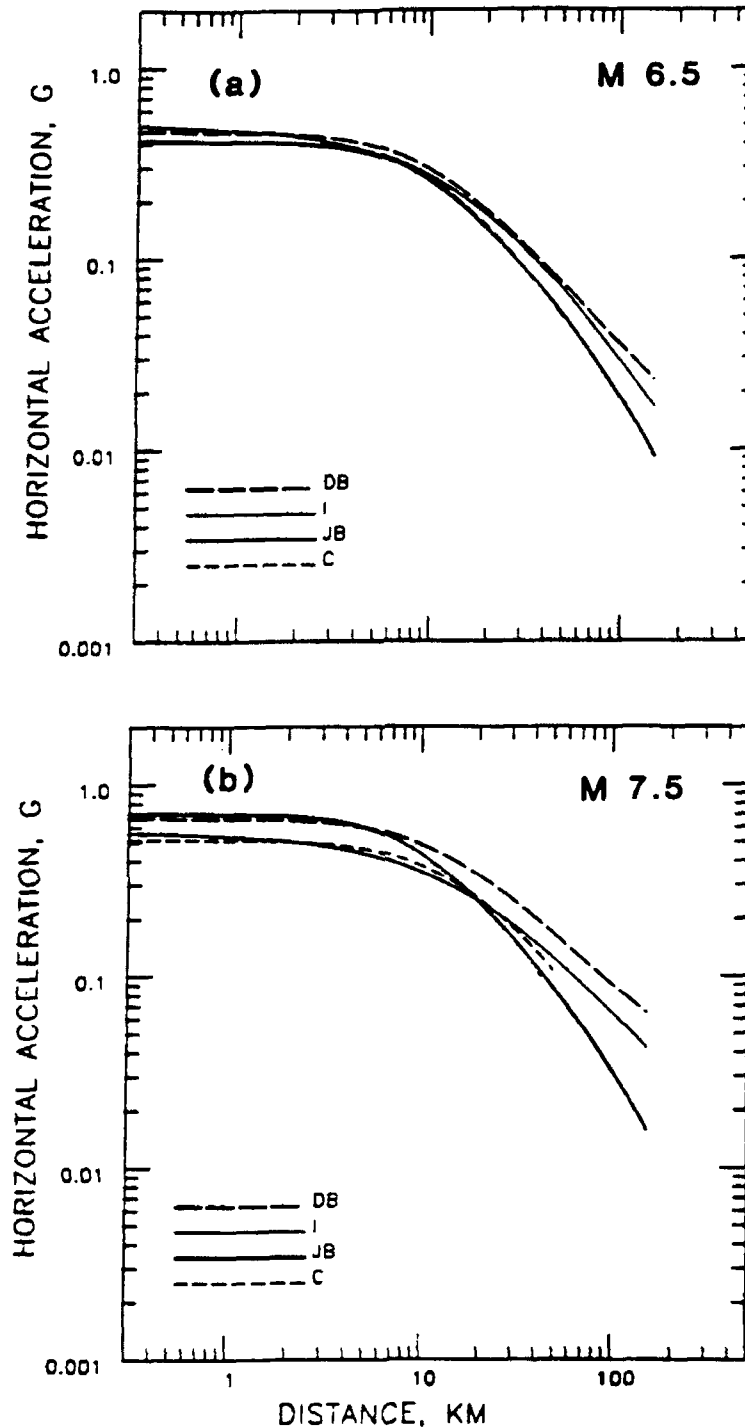 (a)
M 6.5
HORIZONTAL ACCELERATION, G
1.0
0.1
0.01
0.001
DB
I
JB
C
(b)
M 7.5
HORIZONTAL ACCELERATION, G
1.0
0.1
0.01
0.001
DB
I
JB
C
1
10
100
DISTANCE, KM